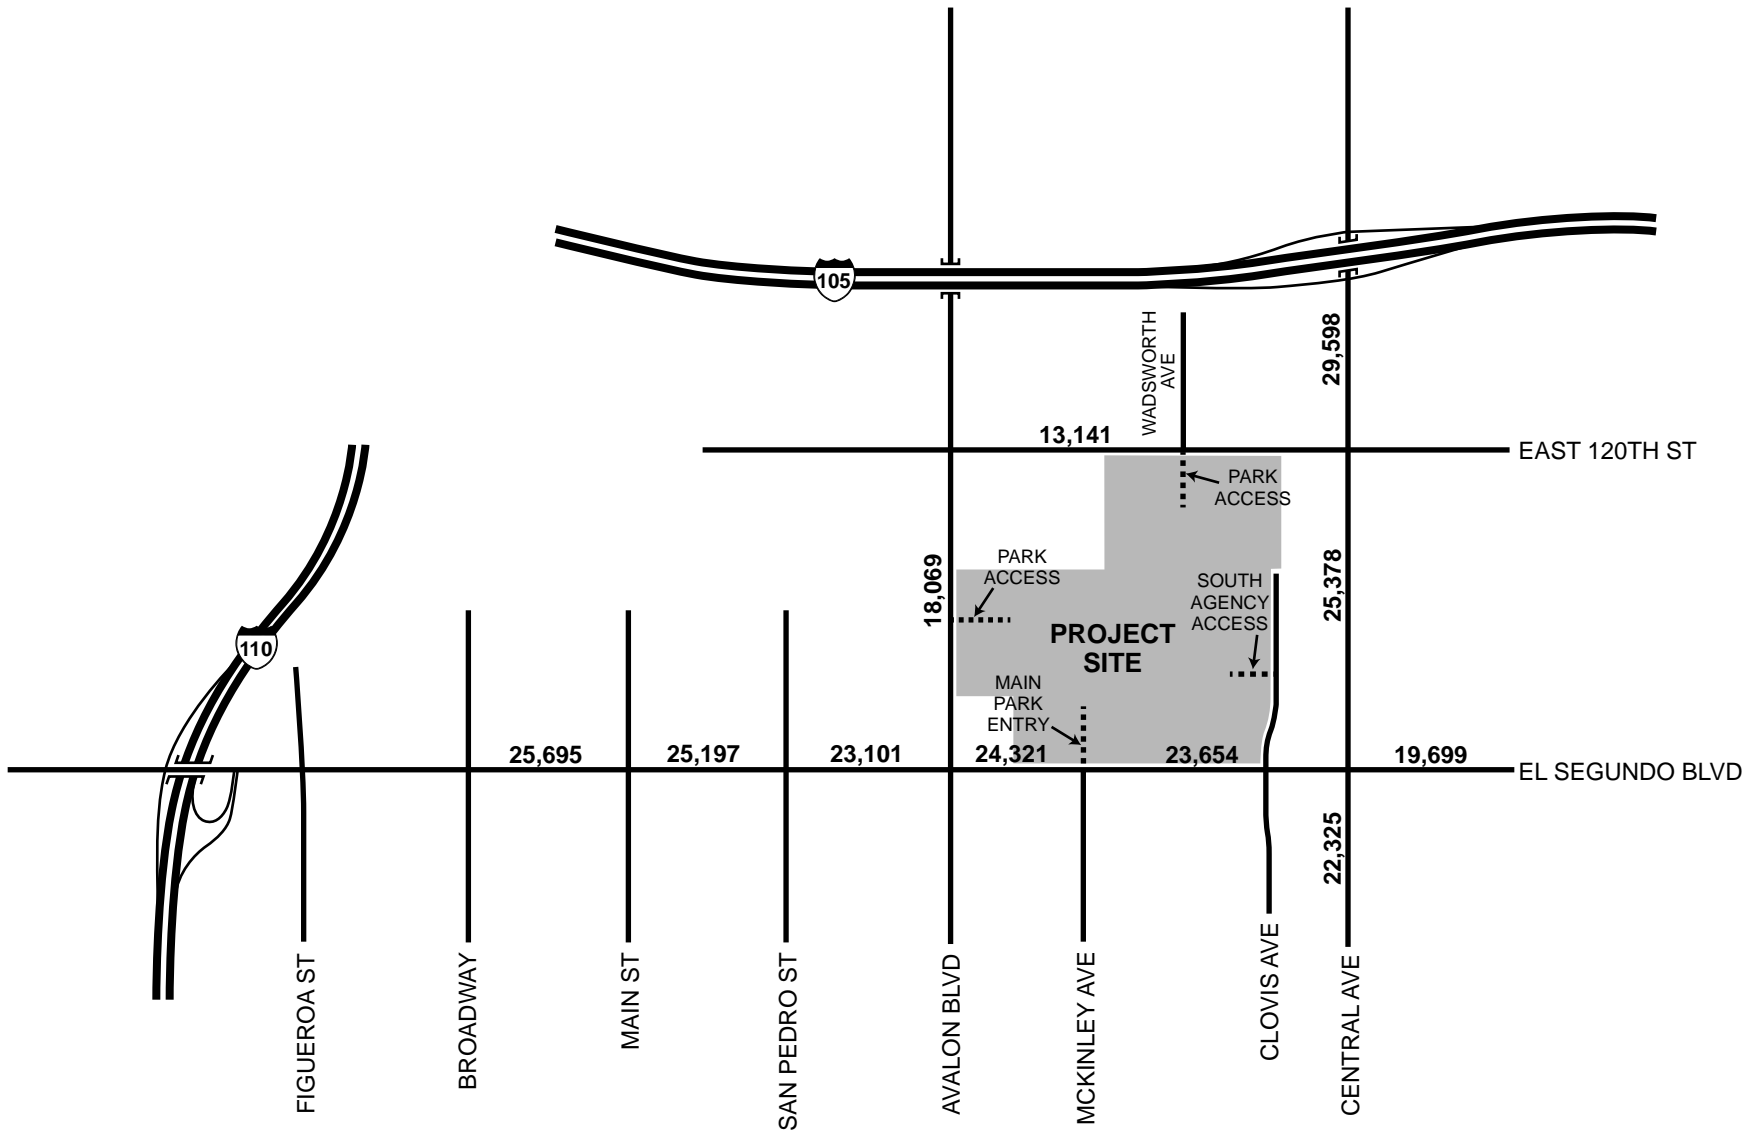 105
WADSWORTH
AVE
29,598
13,141
EAST 120TH ST
PARK
ACCESS
PARK
ACCESS
18,069
25,378
SOUTH
AGENCY
ACCESS
PROJECT
SITE
110
MAIN
PARK
ENTRY
25,695
25,197
23,101
24,321
23,654
19,699
EL SEGUNDO BLVD
22,325
FIGUEROA ST
BROADWAY
MAIN ST
SAN PEDRO ST
AVALON BLVD
MCKINLEY AVE
CLOVIS AVE
CENTRAL AVE